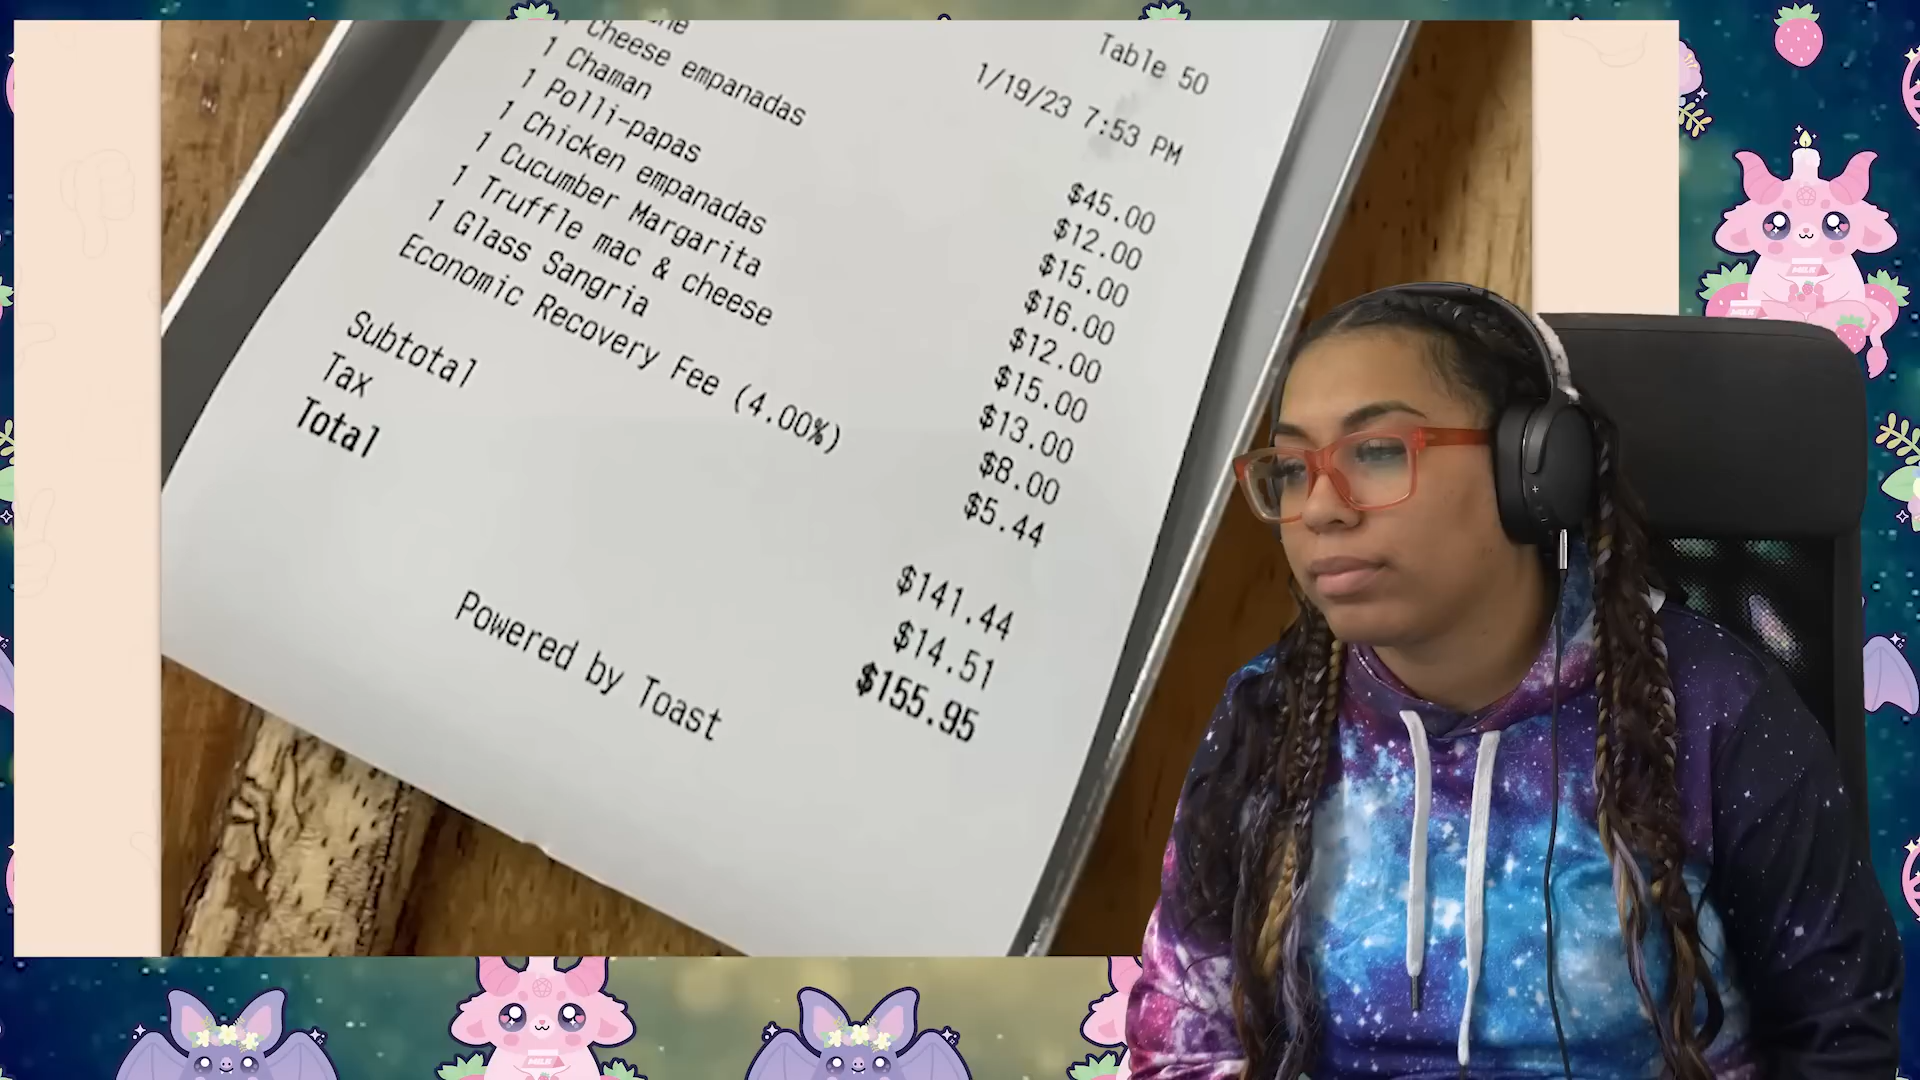 Table 50
1/19/23 7:53 PM
$45.00
Cheese empanadas $12.00
1 Chaman $15.00
1 Polli-papas $16.00
1 Chicken empanadas $12.00
1 Cucumber Margarita $15.00
1 Truffle mac & cheese $13.00
1 Glass Sangria $8.00
Economic Recovery Fee (4.00%) $5.44
Subtotal $141.44
Tax $14.51
Total $155.95
Powered by Toast